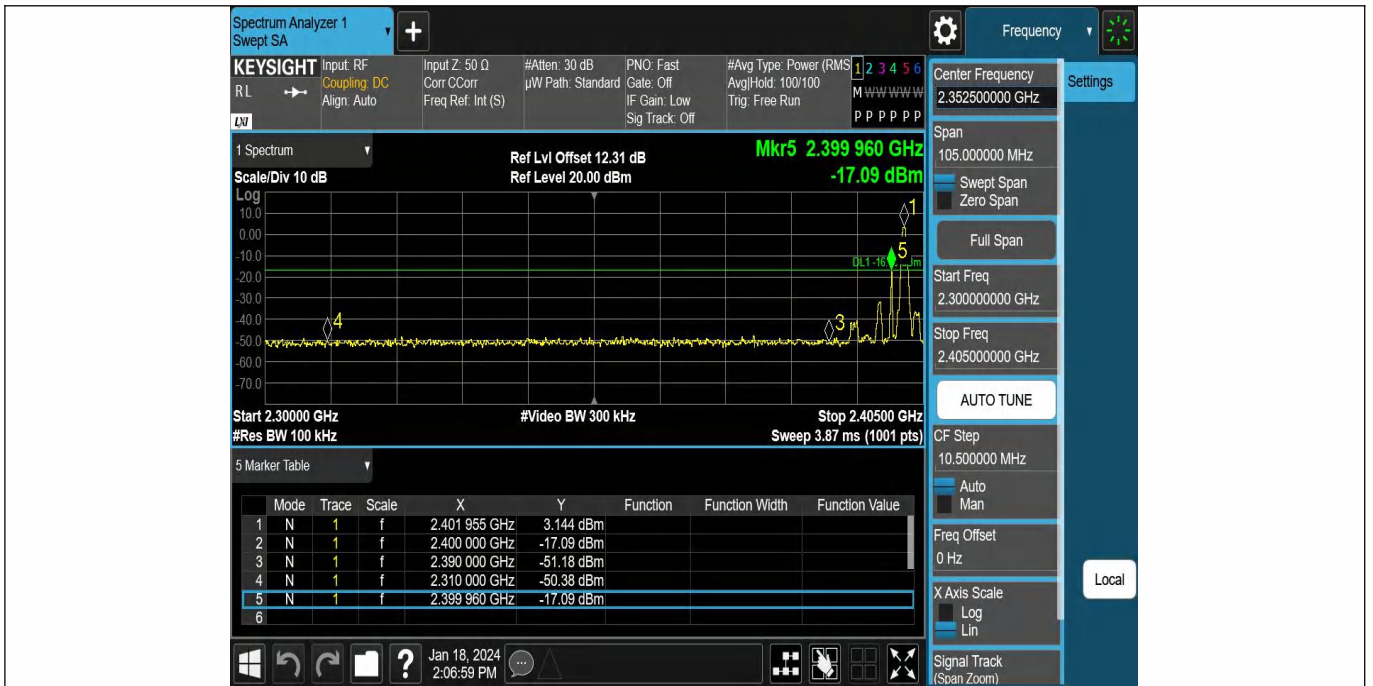 Spectrum Analyzer 1
Swept SA
+
Frequency
KEYSIGHT
RL
LXI
Input: RF
Coupling: DC
Align: Auto
Input Z: 50 Ω
Corr CCorr
Freq Ref: Int (S)
#Atten: 30 dB
µW Path: Standard
PNO: Fast
Gate: Off
IF Gain: Low
Sig Track: Off
#Avg Type: Power (RMS
Avg|Hold: 100/100
Trig: Free Run
1 2 3 4 5 6
M W W W W W
P P P P P P
Center Frequency
2.352500000 GHz
Settings
Span
105.000000 MHz
Swept Span
Zero Span
Full Span
Start Freq
2.300000000 GHz
Stop Freq
2.405000000 GHz
AUTO TUNE
CF Step
10.500000 MHz
Auto
Man
Freq Offset
0 Hz
X Axis Scale
Log
Lin
Signal Track
(Span Zoom)
Local
1 Spectrum
Scale/Div 10 dB
Ref Lvl Offset 12.31 dB
Ref Level 20.00 dBm
Mkr5 2.399 960 GHz
-17.09 dBm
Log
10.0
0.00
-10.0
-20.0
-30.0
-40.0
-50.0
-60.0
-70.0
1
5
DL1 -16
4
3
Start 2.30000 GHz
#Res BW 100 kHz
#Video BW 300 kHz
Stop 2.40500 GHz
Sweep 3.87 ms (1001 pts)
5 Marker Table
Mode Trace Scale X Y Function Function Width Function Value
1 N 1 f 2.401 955 GHz 3.144 dBm
2 N 1 f 2.400 000 GHz -17.09 dBm
3 N 1 f 2.390 000 GHz -51.18 dBm
4 N 1 f 2.310 000 GHz -50.38 dBm
5 N 1 f 2.399 960 GHz -17.09 dBm
6
?
Jan 18, 2024
2:06:59 PM